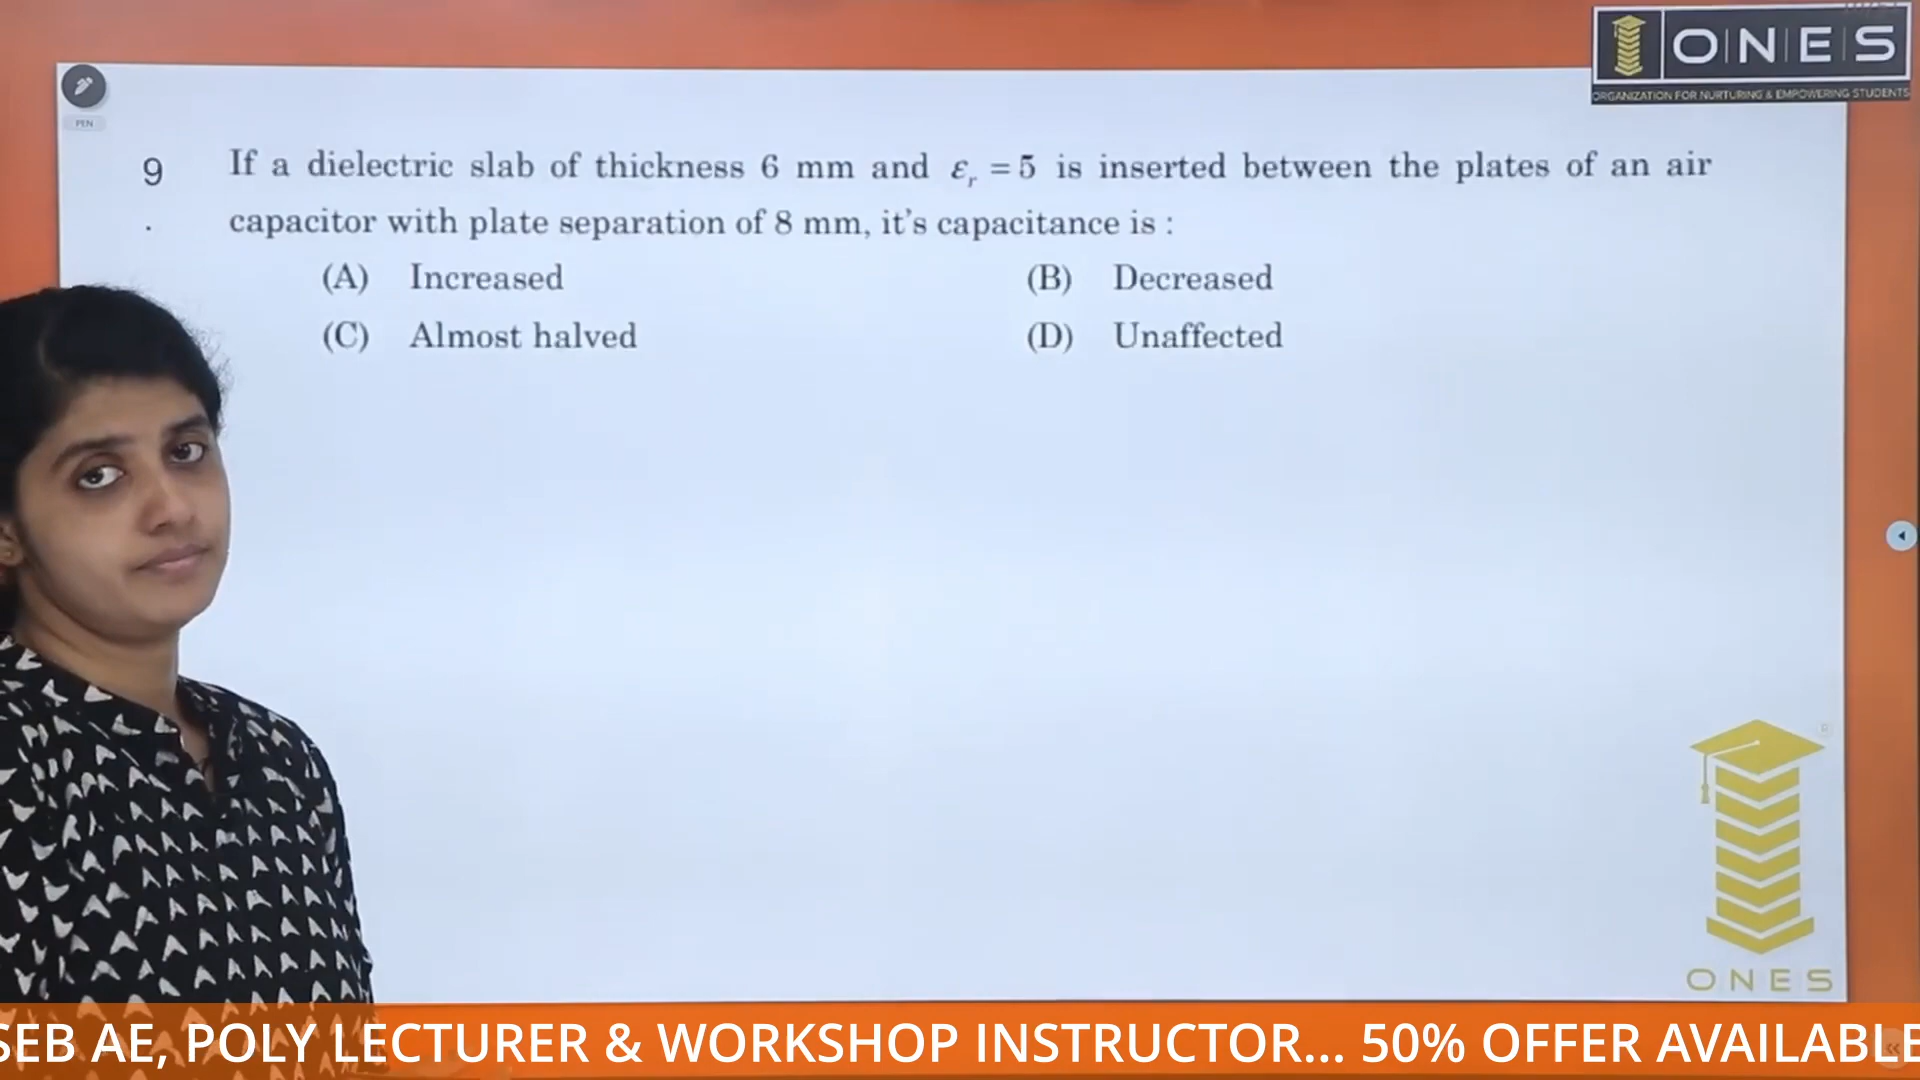 O|N|E|S
ORGANIZATION FOR NURTURING & EMPOWERING STUDENTS
PEN
9 If a dielectric slab of thickness 6 mm and εr = 5 is inserted between the plates of an air
. capacitor with plate separation of 8 mm, it's capacitance is :
(A) Increased (B) Decreased
(C) Almost halved (D) Unaffected
ONES
SEB AE, POLY LECTURER & WORKSHOP INSTRUCTOR... 50% OFFER AVAILABLE